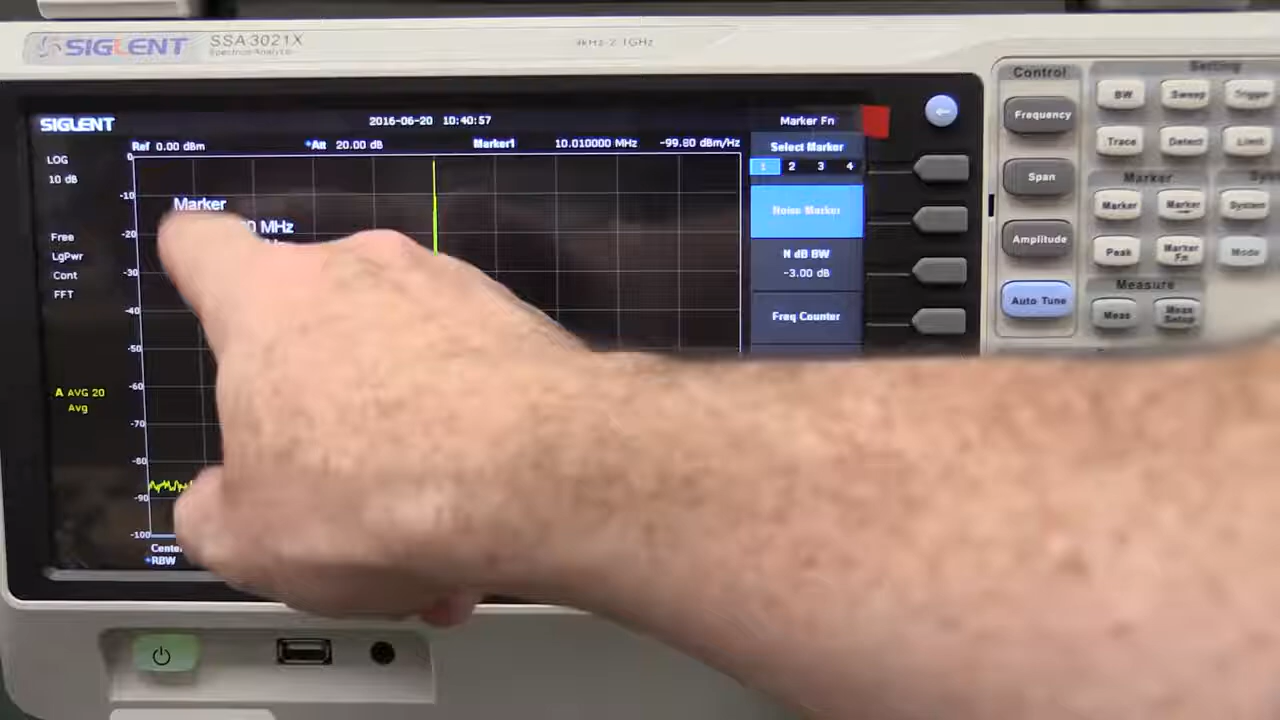 SIGLENT
SSA 3021X
Spectrum Analyzer
9kHz-2.1GHz
SIGLENT
2016-06-20 10:40:57
Marker Fn
Ref 0.00 dBm
*Att 20.00 dB
Marker1
10.010000 MHz
-99.80 dBm/Hz
LOG
10 dB
Free
LgPwr
Cont
FFT
A AVG 20
Avg
0
-10
-20
-30
-40
-50
-60
-70
-80
-90
-100
Marker
0 MHz
Center
*RBW
Select Marker
1 2 3 4
Noise Marker
N dB BW
-3.00 dB
Freq Counter
Control
Frequency
Span
Amplitude
Auto Tune
Setting
BW
Sweep
Trigger
Trace
Detect
Limit
Marker
Marker
Marker
System
Peak
Marker Fn
Mode
Measure
Meas
Meas Setup